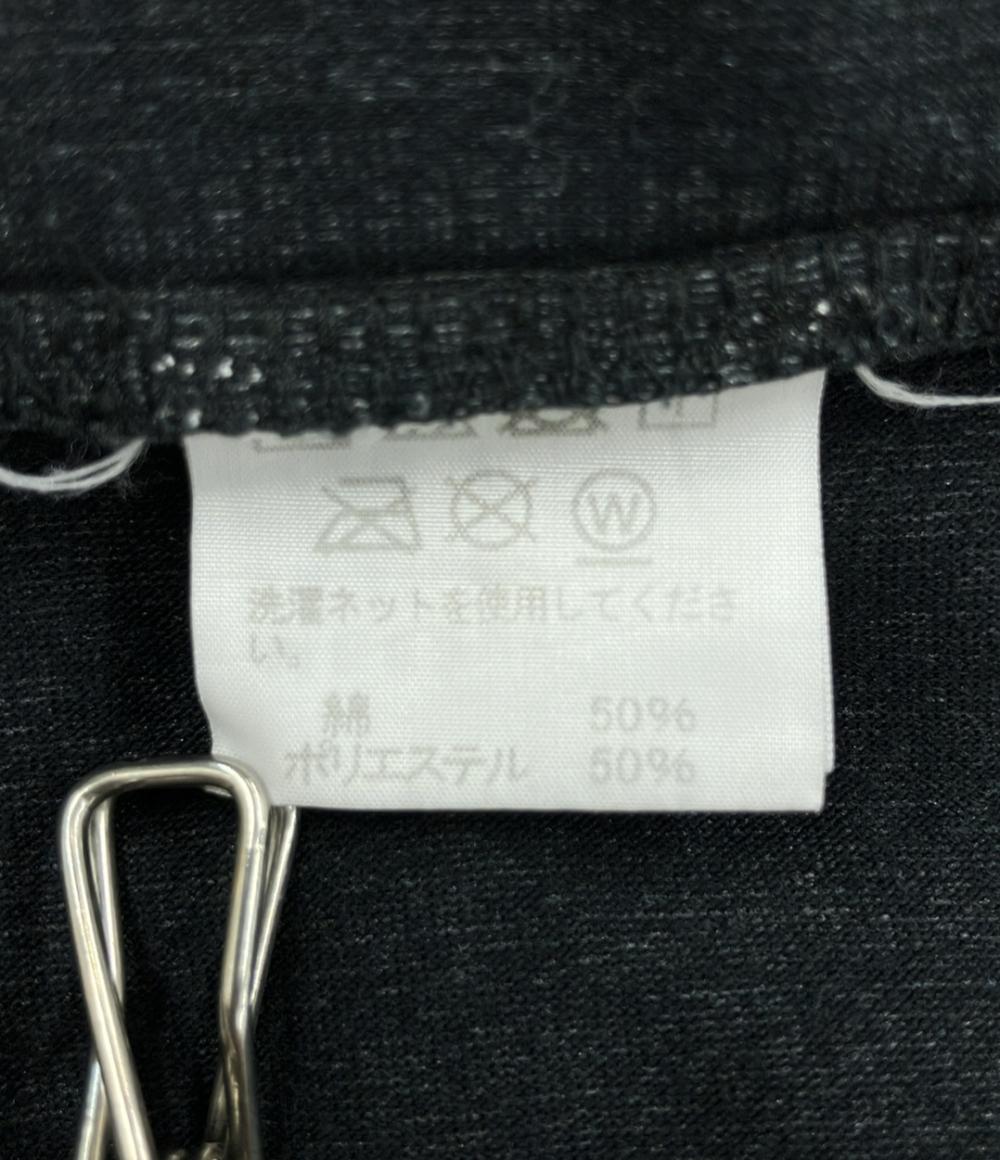 W
洗濯ネットを使用してくださ
い。
綿 50%
ポリエステル 50%